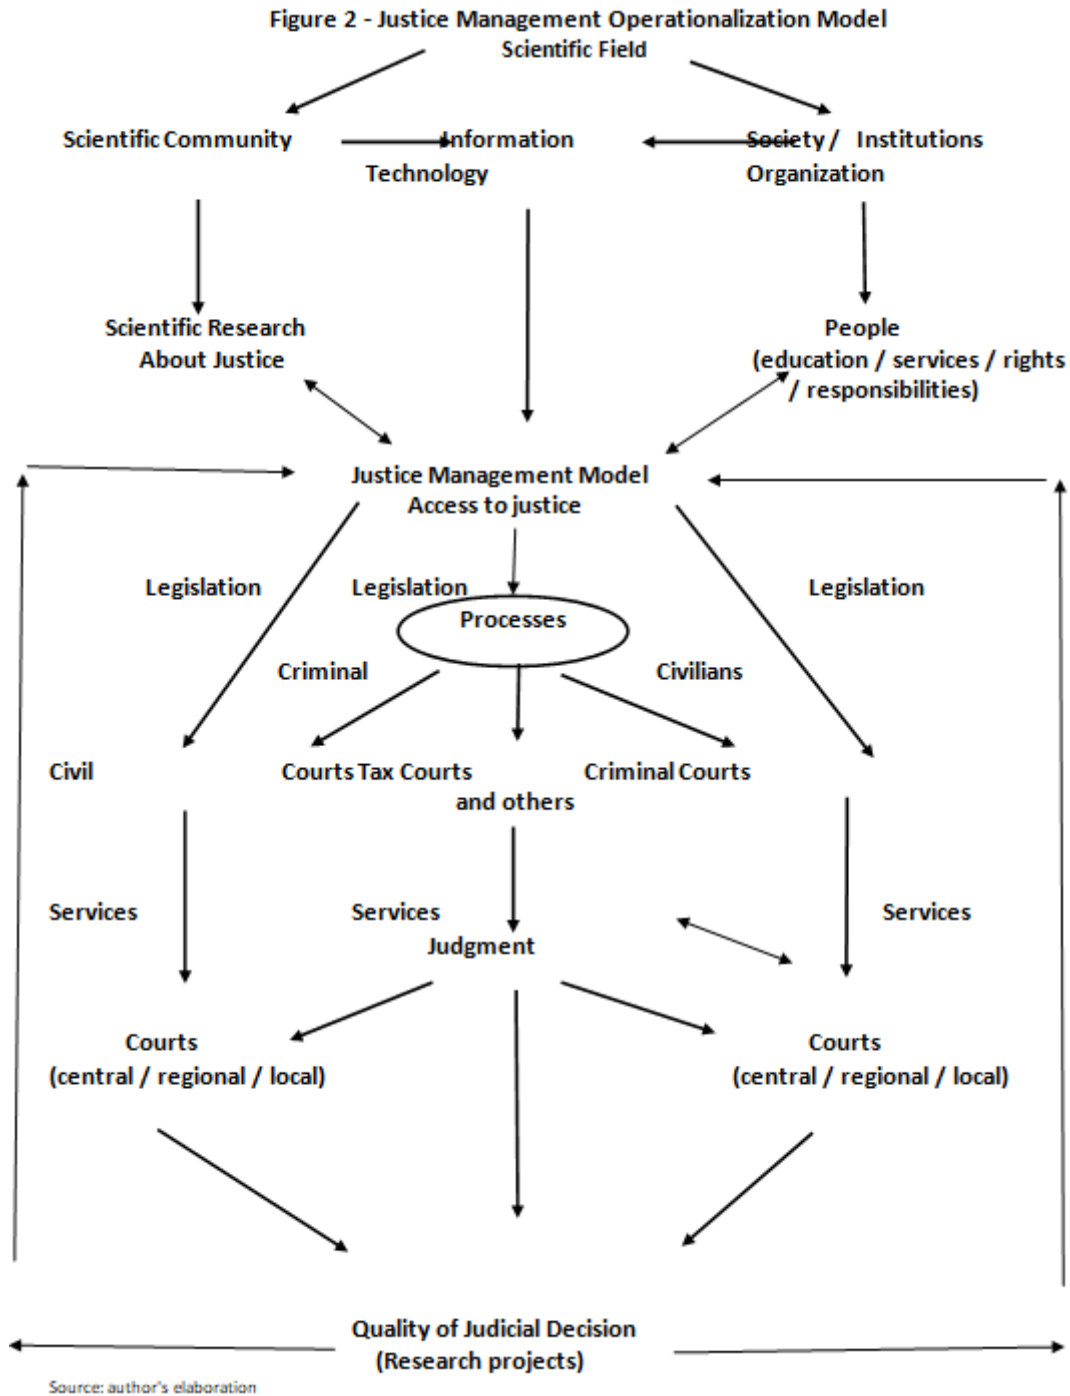 Figure 2 - Justice Management Operationalization Model
Scientific Field
Scientific Community Information Society / Institutions
Technology Organization
Scientific Research People
About Justice (education / services / rights
/ responsibilities)
Justice Management Model
Access to justice
Legislation Legislation Legislation
Processes
Criminal Civilians
Civil Courts Tax Courts Criminal Courts
and others
Services Services Services
Judgment
Courts Courts
(central / regional / local) (central / regional / local)
Quality of Judicial Decision
(Research projects)
Source: author's elaboration